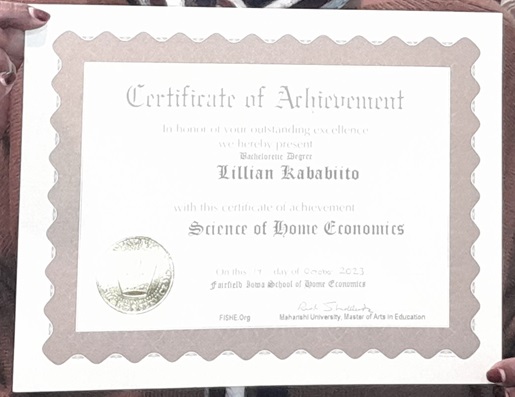 Certificate of Achievement
In honor of your outstanding excellence
we hereby present
Bachelorette Degree
Lillian Kababiito
with this certificate of achievement
Science of Home Economics
On this day of October 2023
Fairfield Iowa School of Home Economics
FISHE.Org
Maharishi University, Master of Arts in Education